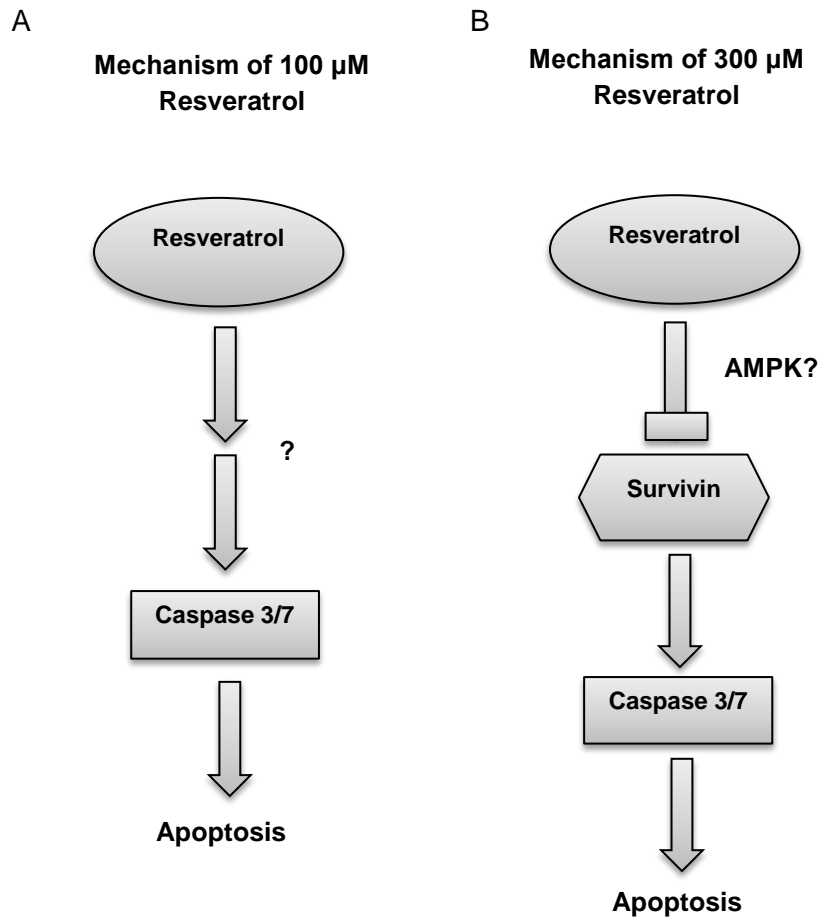 A
Mechanism of 100 µM
Resveratrol
Resveratrol
?
Caspase 3/7
Apoptosis
B
Mechanism of 300 µM
Resveratrol
Resveratrol
AMPK?
Survivin
Caspase 3/7
Apoptosis